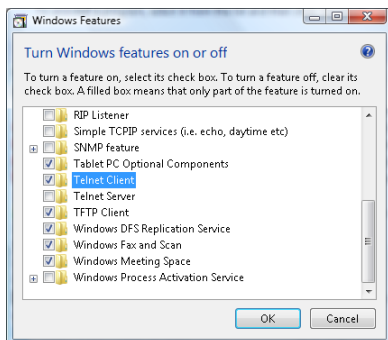 Windows Features
Turn Windows features on or off
To turn a feature on, select its check box. To turn a feature off, clear its
check box. A filled box means that only part of the feature is turned on.
RIP Listener
Simple TCPIP services (i.e. echo, daytime etc)
SNMP feature
Tablet PC Optional Components
Telnet Client
Telnet Server
TFTP Client
Windows DFS Replication Service
Windows Fax and Scan
Windows Meeting Space
Windows Process Activation Service
OK Cancel